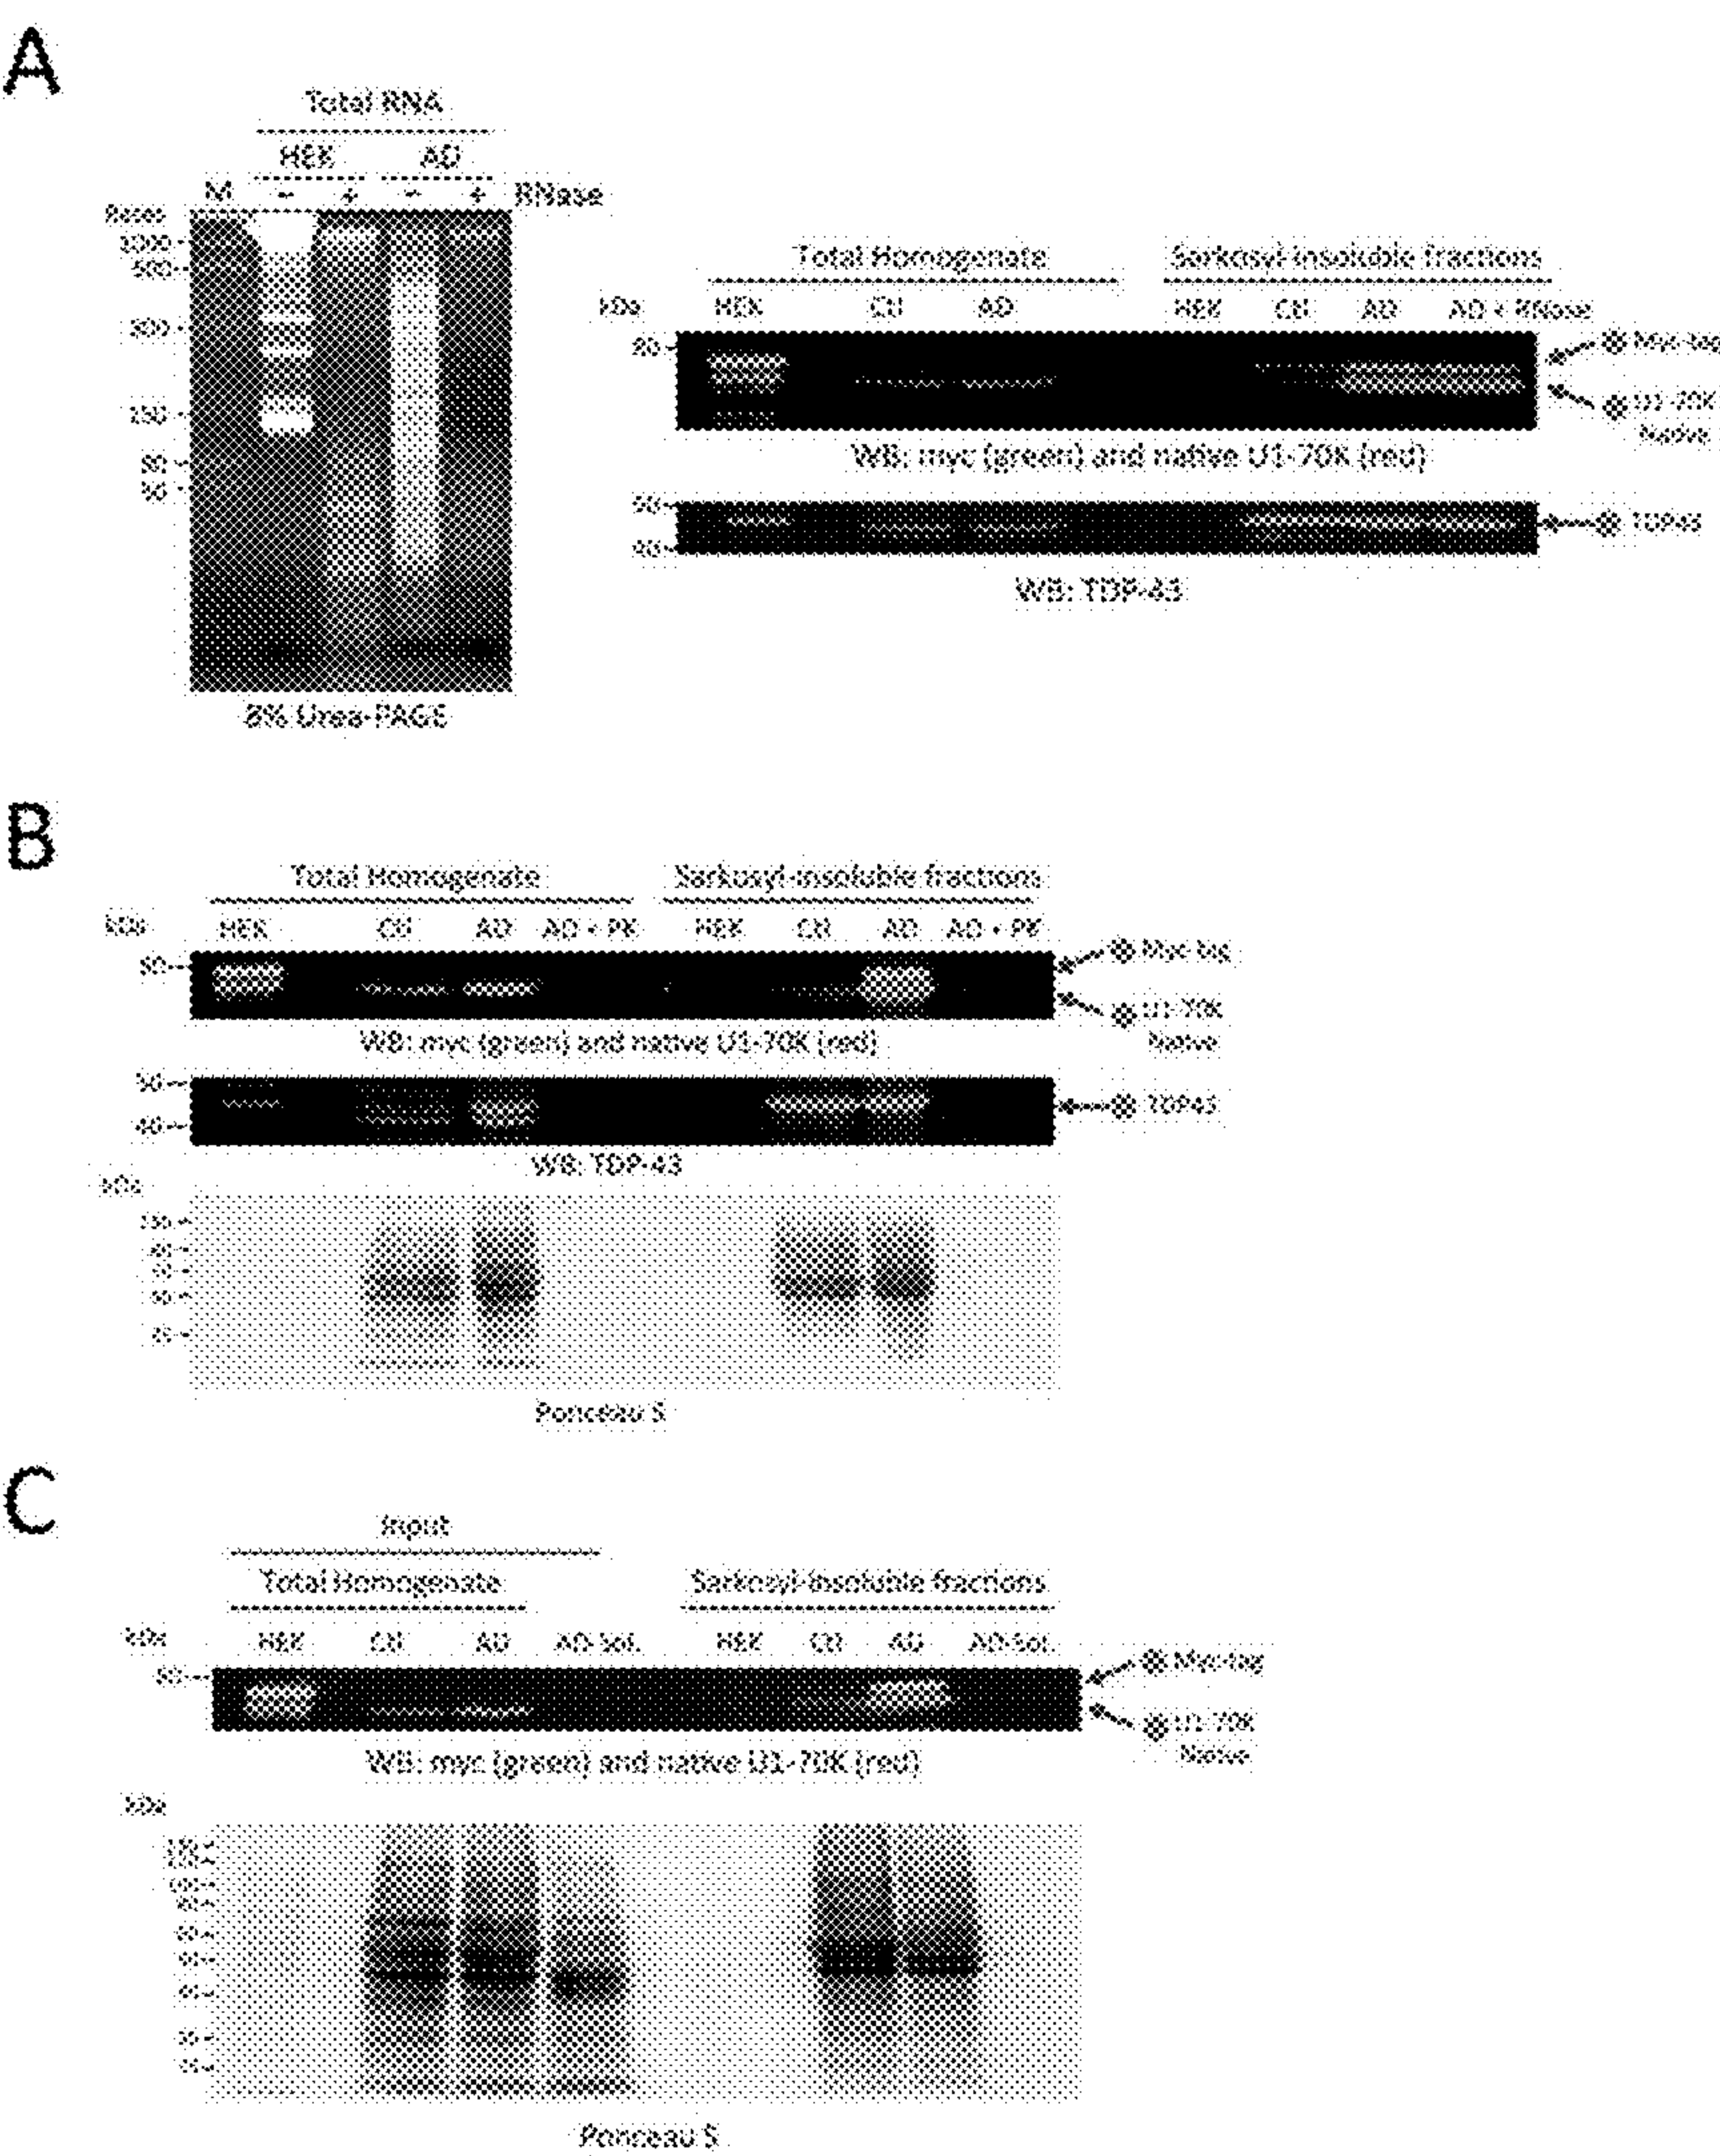 A
Total RNA
HEK AD
M - + - + RNase
Bases
1000
500
300
150
50
8% Urea-PAGE
Total Homogenate Sarkosyl-insoluble fractions
kDa HEK Ctl AD HEK Ctl AD AD + RNase
80
Myc-tag
U1-70K
Native
WB: myc (green) and native U1-70K (red)
50
TDP43
WB: TDP-43
B
Total Homogenate Sarkosyl-insoluble fractions
kDa HEK Ctl AD AD + PK HEK Ctl AD AD + PK
Myc-tag
U1-70K
Native
WB: myc (green) and native U1-70K (red)
50
40
TDP43
WB: TDP-43
kDa
Ponceau S
C
Input
Total Homogenate Sarkosyl-insoluble fractions
kDa HEK Ctl AD AD-Sol. HEK Ctl AD AD-Sol.
Myc-tag
U1-70K
Native
WB: myc (green) and native U1-70K (red)
kDa
Ponceau S